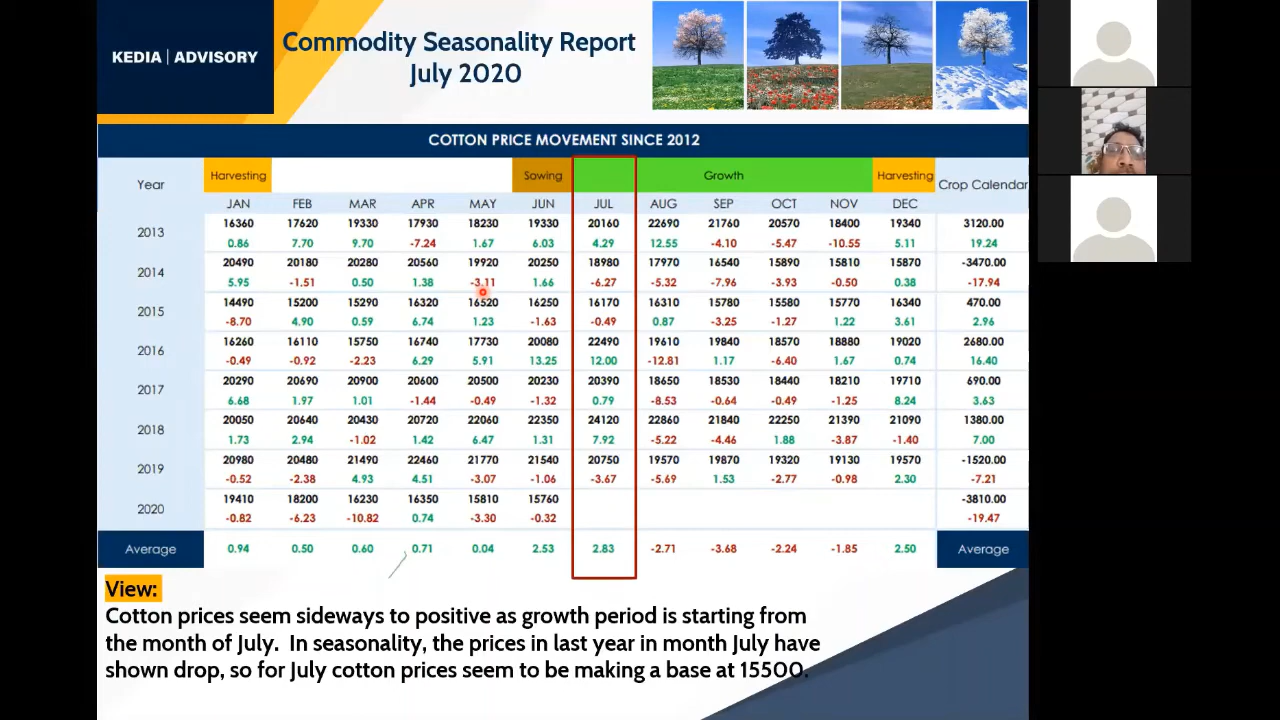 KEDIA | ADVISORY
Commodity Seasonality Report
July 2020
COTTON PRICE MOVEMENT SINCE 2012
Year Harvesting Sowing Growth Harvesting Crop Calendar
JAN FEB MAR APR MAY JUN JUL AUG SEP OCT NOV DEC
2013 16360 17620 19330 17930 18230 19330 20160 22690 21760 20570 18400 19340 3120.00
0.86 7.70 9.70 -7.24 1.67 6.03 4.29 12.55 -4.10 -5.47 -10.55 5.11 19.24
2014 20490 20180 20280 20560 19920 20250 18980 17970 16540 15890 15810 15870 -3470.00
5.95 -1.51 0.50 1.38 -3.11 1.66 -6.27 -5.32 -7.96 -3.93 -0.50 0.38 -17.94
2015 14490 15200 15290 16320 16520 16250 16170 16310 15780 15580 15770 16340 470.00
-8.70 4.90 0.59 6.74 1.23 -1.63 -0.49 0.87 -3.25 -1.27 1.22 3.61 2.96
2016 16260 16110 15750 16740 17730 20080 22490 19610 19840 18570 18880 19020 2680.00
-0.49 -0.92 -2.23 6.29 5.91 13.25 12.00 -12.81 1.17 -6.40 1.67 0.74 16.40
2017 20290 20690 20900 20600 20500 20230 20390 18650 18530 18440 18210 19710 690.00
6.68 1.97 1.01 -1.44 -0.49 -1.32 0.79 -8.53 -0.64 -0.49 -1.25 8.24 3.63
2018 20050 20640 20430 20720 22060 22350 24120 22860 21840 22250 21390 21090 1380.00
1.73 2.94 -1.02 1.42 6.47 1.31 7.92 -5.22 -4.46 1.88 -3.87 -1.40 7.00
2019 20980 20480 21490 22460 21770 21540 20750 19570 19870 19320 19130 19570 -1520.00
-0.52 -2.38 4.93 4.51 -3.07 -1.06 -3.67 -5.69 1.53 -2.77 -0.98 2.30 -7.21
2020 19410 18200 16230 16350 15810 15760 -3810.00
-0.82 -6.23 -10.82 0.74 -3.30 -0.32 -19.47
Average 0.94 0.50 0.60 0.71 0.04 2.53 2.83 -2.71 -3.68 -2.24 -1.85 2.50 Average
View:
Cotton prices seem sideways to positive as growth period is starting from
the month of July. In seasonality, the prices in last year in month July have
shown drop, so for July cotton prices seem to be making a base at 15500.